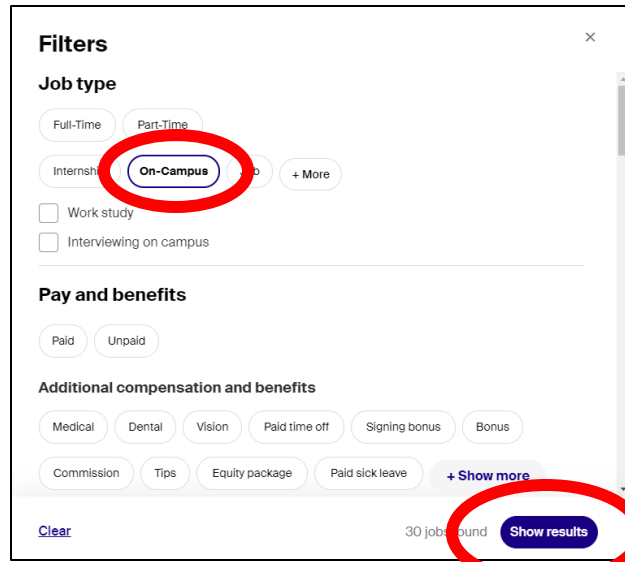 Filters
Job type
Full-Time Part-Time
On-Campus + More
Work study
Interviewing on campus
Pay and benefits
Paid Unpaid
Additional compensation and benefits
Medical Dental Vision Paid time off Signing bonus Bonus
Commission Tips Equity package Paid sick leave + Show more
Clear 30 jobs Show results